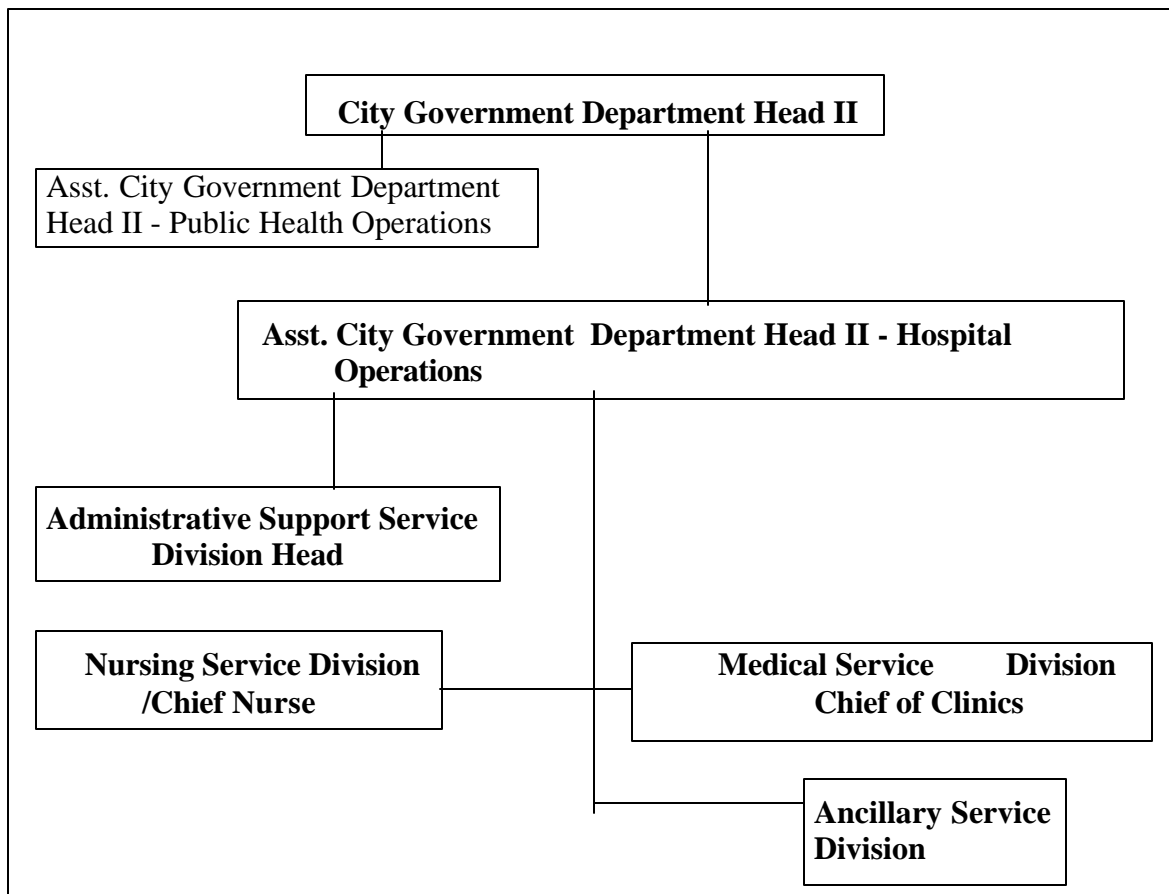 City Government Department Head II
Asst. City Government Department
Head II - Public Health Operations
Asst. City Government Department Head II - Hospital
Operations
Administrative Support Service
Division Head
Nursing Service Division
/Chief Nurse
Medical Service Division
Chief of Clinics
Ancillary Service
Division